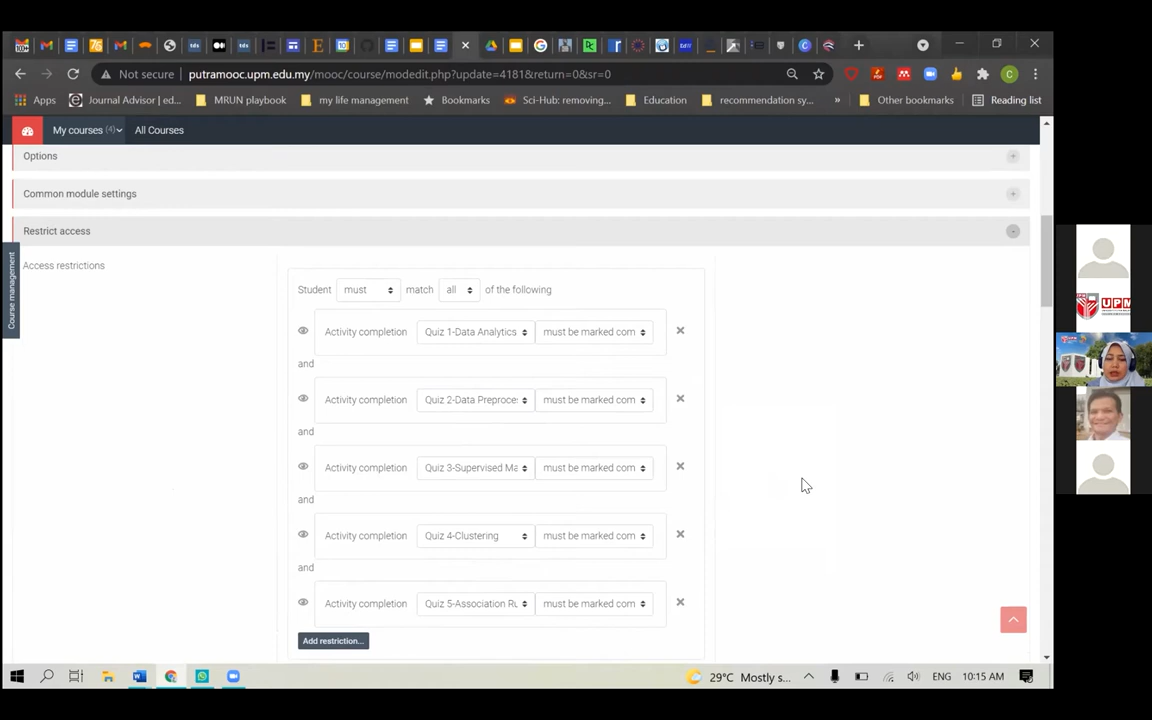 Not secure
putramooc.upm.edu.my/mooc/course/modedit.php?update=4181&return=0&sr=0
C
Apps
Journal Advisor | ed...
MRUN playbook
my life management
Bookmarks
Sci-Hub: removing...
Education
recommendation sy...
»
Other bookmarks
Reading list
My courses (4)
All Courses
Options
Common module settings
Restrict access
Course management
Access restrictions
Student must match all of the following
Activity completion Quiz 1-Data Analytics must be marked com
and
Activity completion Quiz 2-Data Preproce: must be marked com
and
Activity completion Quiz 3-Supervised Ma must be marked com
and
Activity completion Quiz 4-Clustering must be marked com
and
Activity completion Quiz 5-Association Ru must be marked com
Add restriction...
UPM
29°C Mostly s...
ENG
10:15 AM